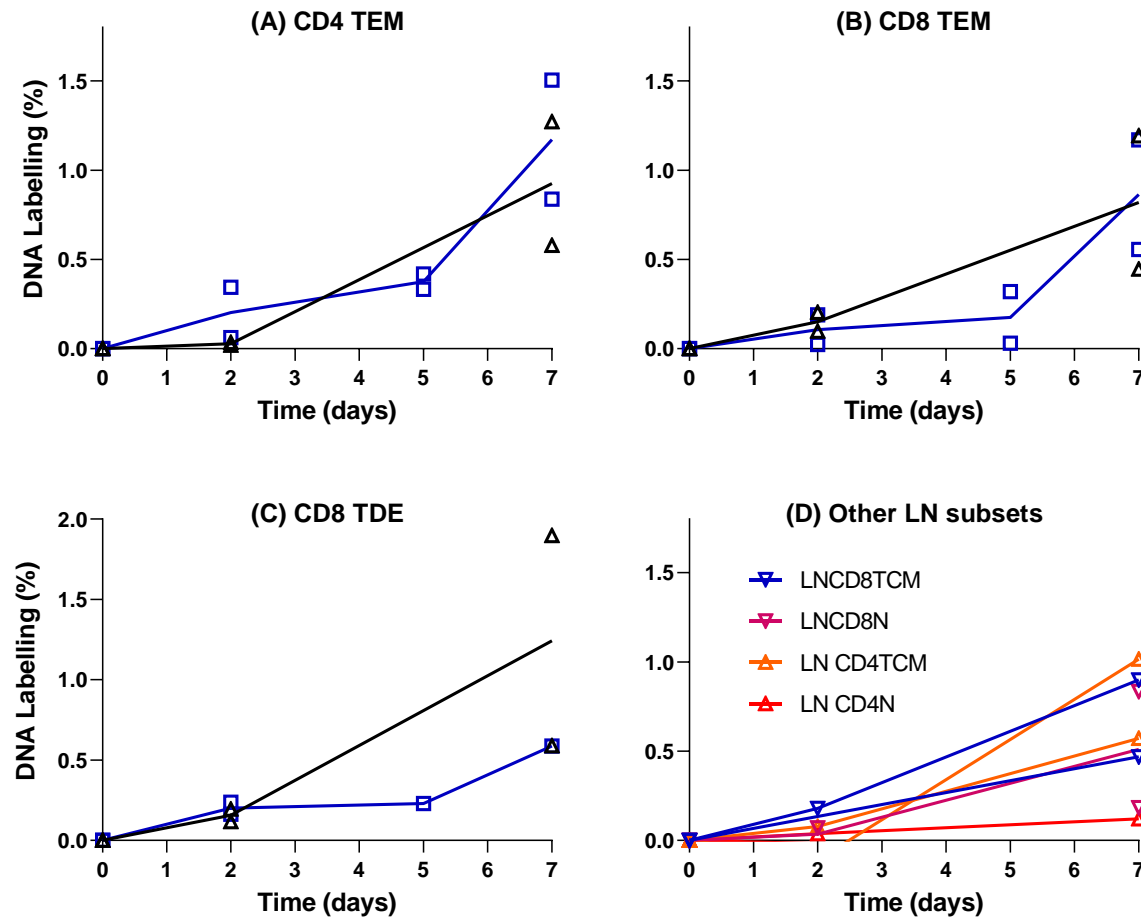 (A) CD4 TEM
DNA Labelling (%)
1.5
1.0
0.5
0.0
0 1 2 3 4 5 6 7
Time (days)
(B) CD8 TEM
1.5
1.0
0.5
0.0
0 1 2 3 4 5 6 7
Time (days)
(C) CD8 TDE
DNA Labelling (%)
2.0
1.5
1.0
0.5
0.0
0 1 2 3 4 5 6 7
Time (days)
(D) Other LN subsets
1.5
1.0
0.5
0.0
LNCD8TCM
LNCD8N
LN CD4TCM
LN CD4N
0 1 2 3 4 5 6 7
Time (days)